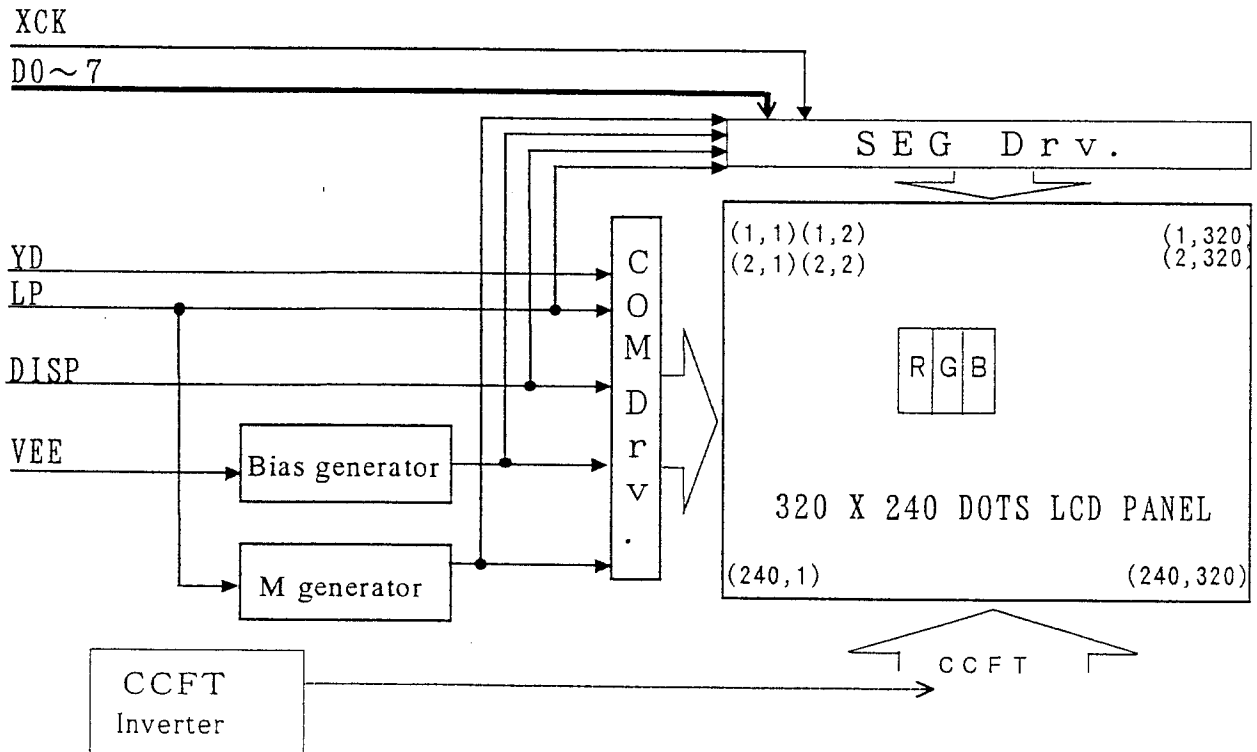 XCK
D0～7
SEG Drv.
(1,1)(1,2)
(1,320)
(2,1)(2,2)
(2,320)
YD
LP
COM Drv.
DISP
R G B
VEE
Bias generator
320 X 240 DOTS LCD PANEL
M generator
(240,1)
(240,320)
CCFT
Inverter
CCFT